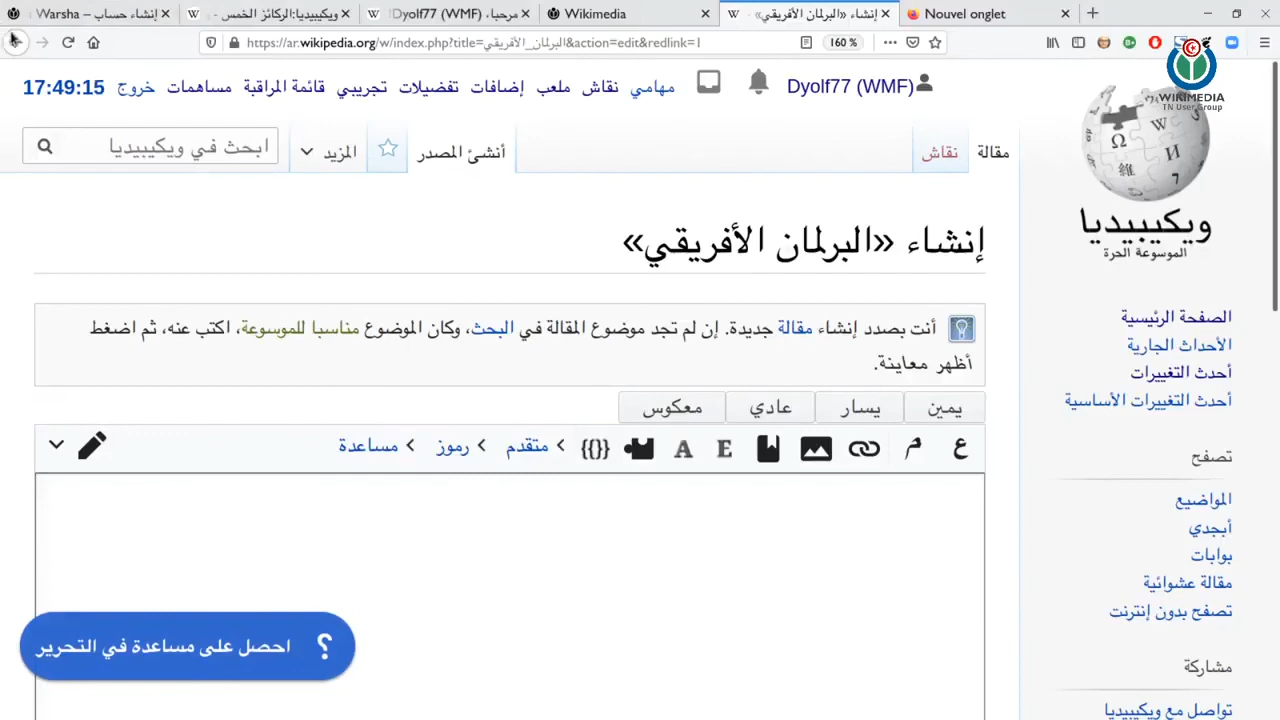 إنشاء حساب – Warsha
ويكيبيديا:الركائز الخمس -
مرحبا، Dyolf77 (WMF)!
Wikimedia
إنشاء «البرلمان الأفريقي» -
Nouvel onglet
https://ar.wikipedia.org/w/index.php?title=البرلمان_الأفريقي&action=edit&redlink=1
160 %
WIKIMEDIA
TN User Group
Dyolf77 (WMF) مهامي نقاش ملعب إضافات تفضيلات تجريبي قائمة المراقبة مساهمات خروج 17:49:15
مقالة نقاش أنشئ المصدر المزيد ابحث في ويكيبيديا
ويكيبيديا
الموسوعة الحرة
إنشاء «البرلمان الأفريقي»
أنت بصدد إنشاء مقالة جديدة. إن لم تجد موضوع المقالة في البحث، وكان الموضوع مناسبا للموسوعة، اكتب عنه، ثم اضغط
أظهر معاينة.
يمين يسار عادي معكوس
ع م E A {{}} متقدم رموز مساعدة
احصل على مساعدة في التحرير ؟
الصفحة الرئيسية
الأحداث الجارية
أحدث التغييرات
أحدث التغييرات الأساسية
تصفح
المواضيع
أبجدي
بوابات
مقالة عشوائية
تصفح بدون إنترنت
مشاركة
تواصل مع ويكيبيديا